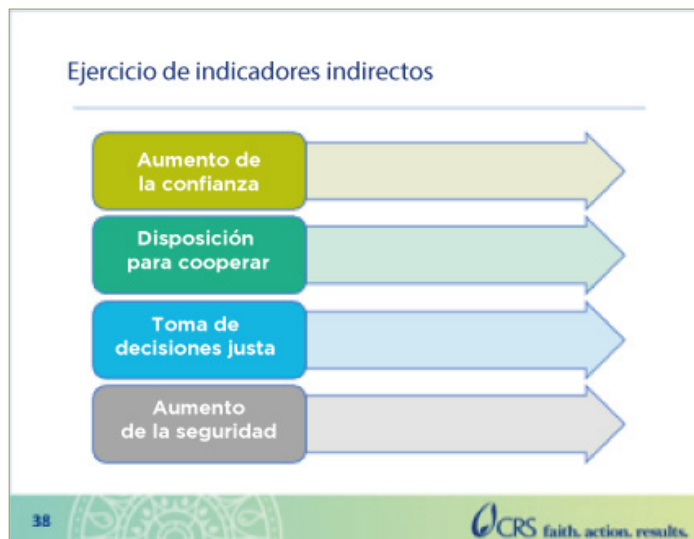 Ejercicio de indicadores indirectos
Aumento de
la confianza
Disposición
para cooperar
Toma de
decisiones justa
Aumento
de la seguridad
38
CRS faith. action. results.